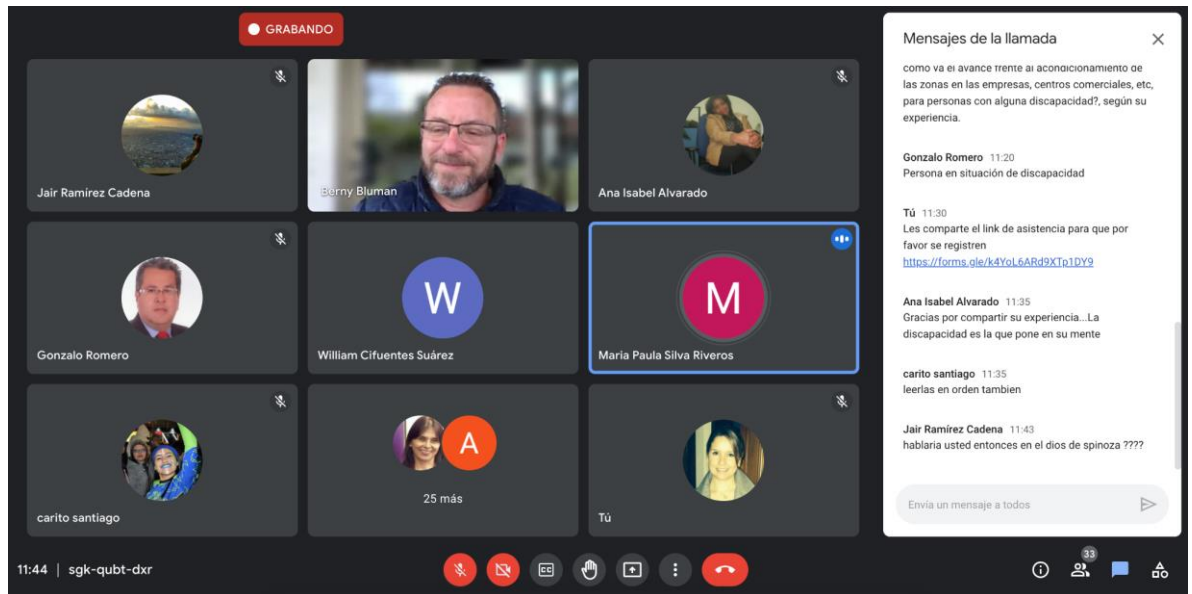 GRABANDO
Jair Ramírez Cadena
Berny Bluman
Ana Isabel Alvarado
Gonzalo Romero
W
William Cifuentes Suárez
M
Maria Paula Silva Riveros
carito santiago
A
25 más
Tú
11:44 | sgk-qubt-dxr
CC
33
Mensajes de la llamada
como va el avance frente al acondicionamiento de
las zonas en las empresas, centros comerciales, etc,
para personas con alguna discapacidad?, según su
experiencia.
Gonzalo Romero 11:20
Persona en situación de discapacidad
Tú 11:30
Les comparte el link de asistencia para que por
favor se registren
https://forms.gle/k4YoL6ARd9XTp1DY9
Ana Isabel Alvarado 11:35
Gracias por compartir su experiencia...La
discapacidad es la que pone en su mente
carito santiago 11:35
leerlas en orden tambien
Jair Ramírez Cadena 11:43
hablaria usted entonces en el dios de spinoza ????
Envía un mensaje a todos